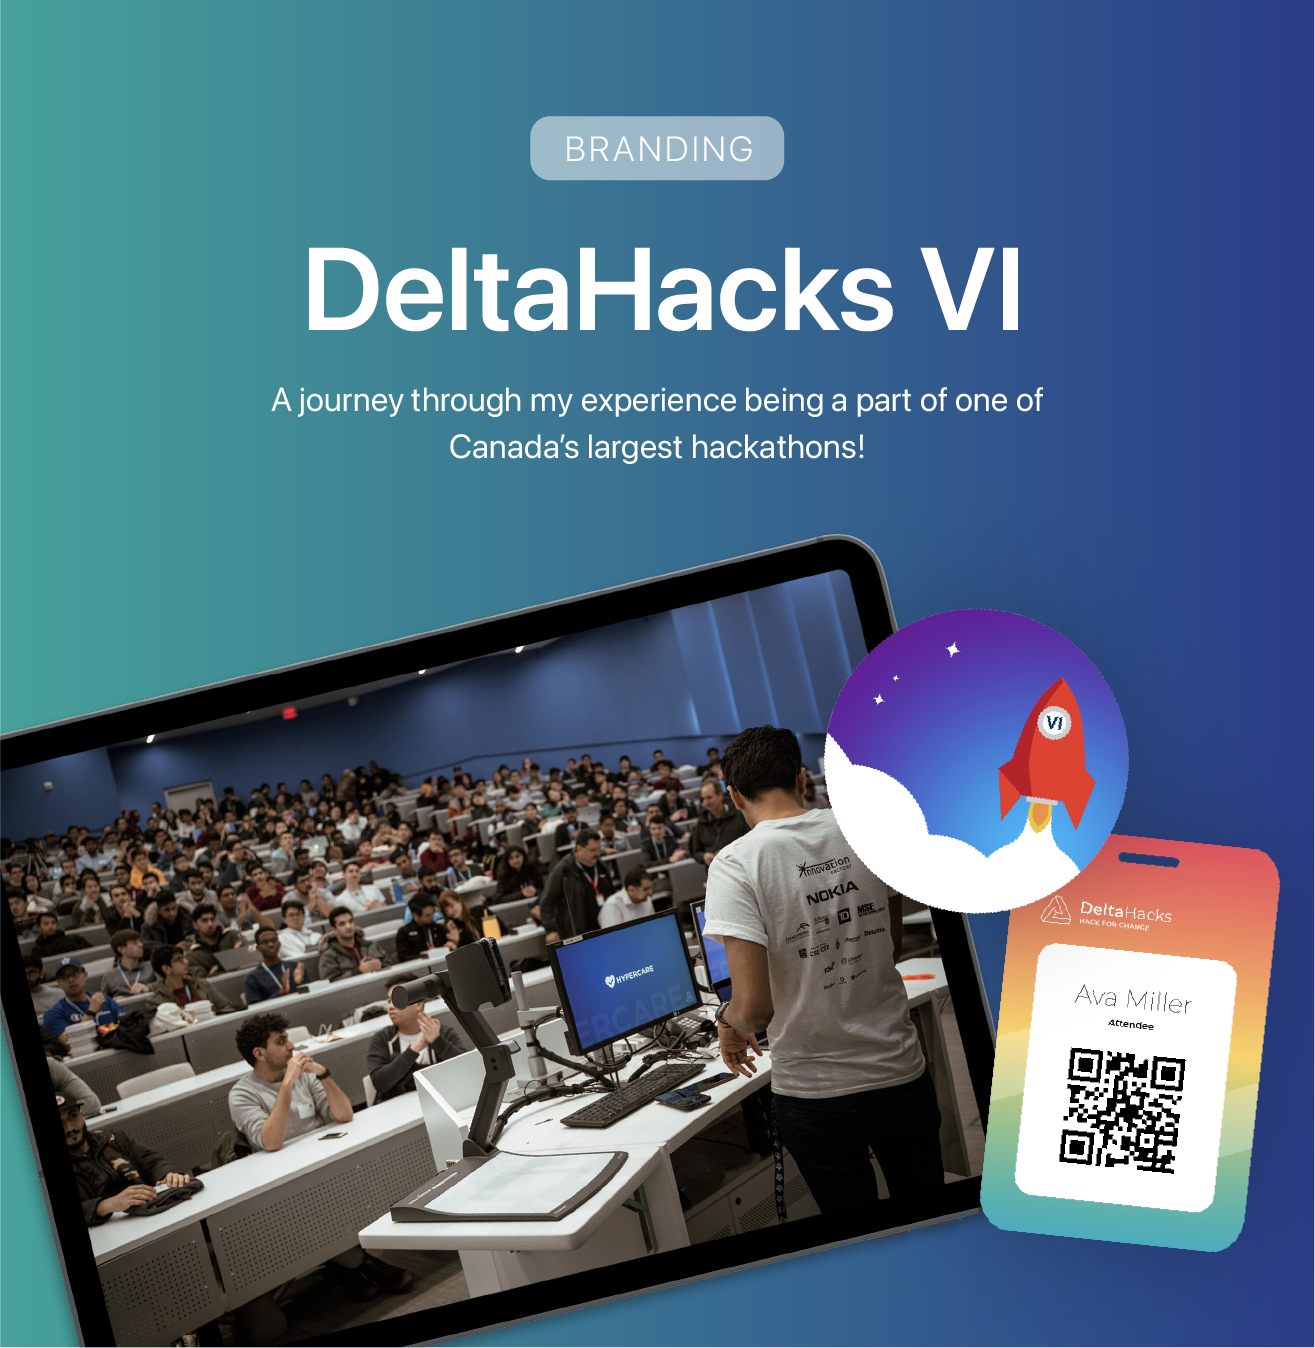 BRANDING
DeltaHacks VI
A journey through my experience being a part of one of
Canada’s largest hackathons!
VI
innovation
FACTORY
NOKIA
MSE
Deloitte.
HYPERCARE
DeltaHacks
HACK FOR CHANGE
Ava Miller
Attendee